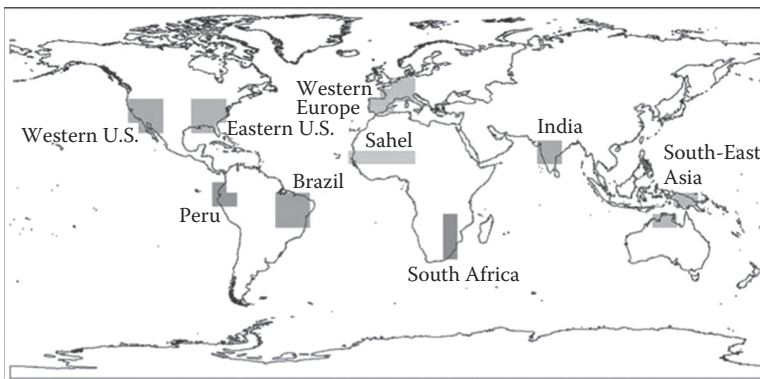 Western
Europe
Western U.S.
Eastern U.S.
Sahel
India
South-East
Asia
Brazil
Peru
South Africa